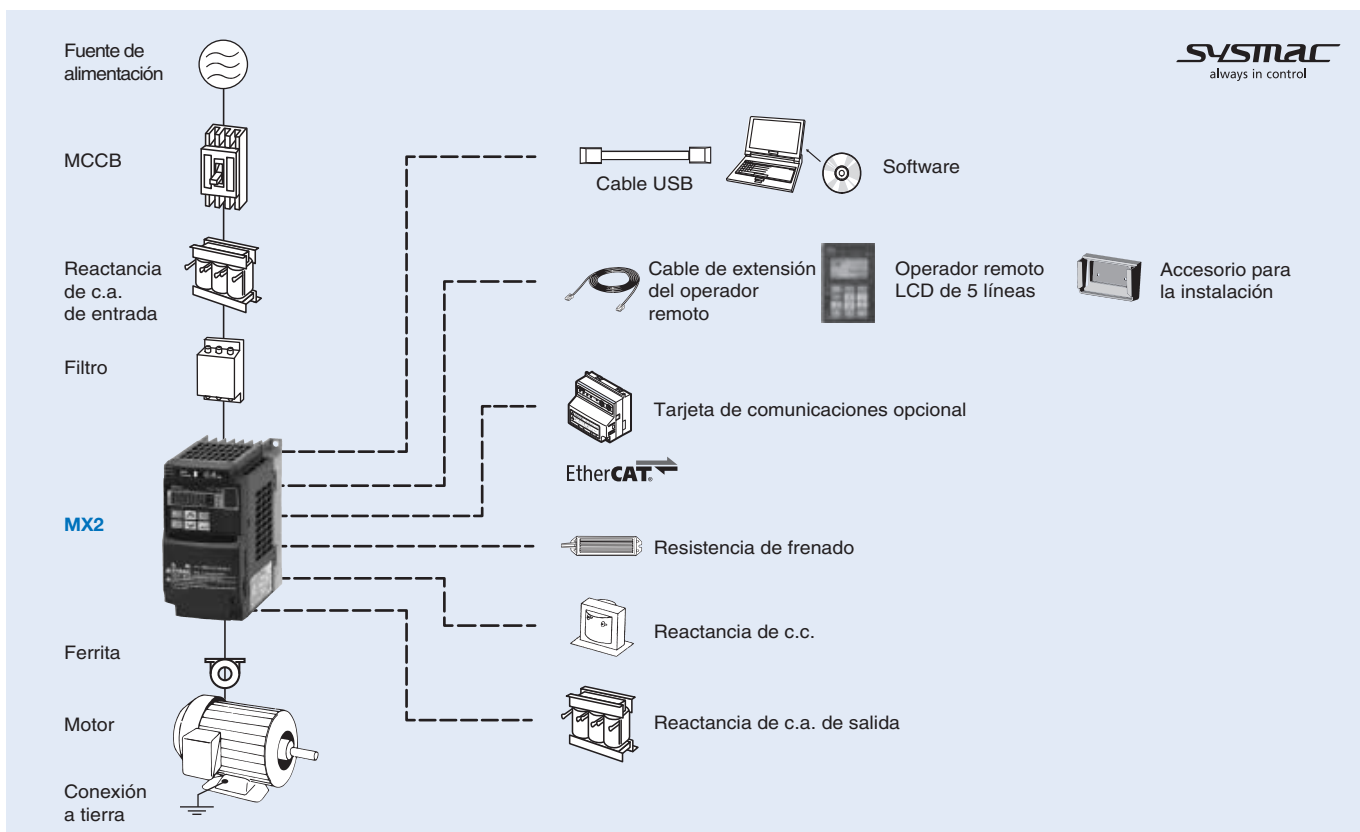 Fuente de
alimentación
sysmac
always in control
MCCB
Cable USB
Software
Reactancia
de c.a.
de entrada
Cable de extensión
del operador
remoto
Operador remoto
LCD de 5 líneas
Accesorio para
la instalación
Filtro
Tarjeta de comunicaciones opcional
EtherCAT®
MX2
Resistencia de frenado
Reactancia de c.c.
Ferrita
Motor
Reactancia de c.a. de salida
Conexión
a tierra